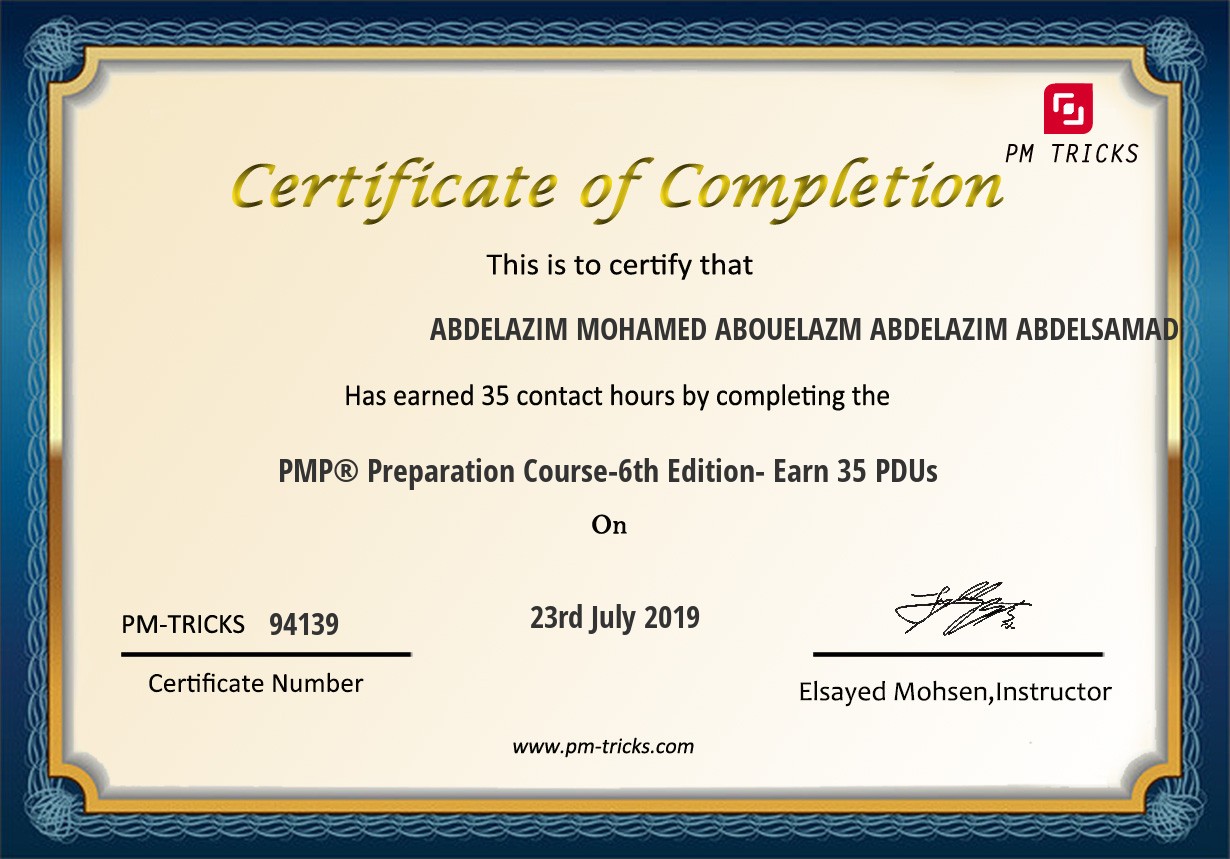 PM TRICKS
Certificate of Completion
This is to certify that
ABDELAZIM MOHAMED ABOUELAZM ABDELAZIM ABDELSAMAD
Has earned 35 contact hours by completing the
PMP® Preparation Course-6th Edition- Earn 35 PDUs
On
PM-TRICKS 94139
23rd July 2019
Certificate Number
Elsayed Mohsen,Instructor
www.pm-tricks.com